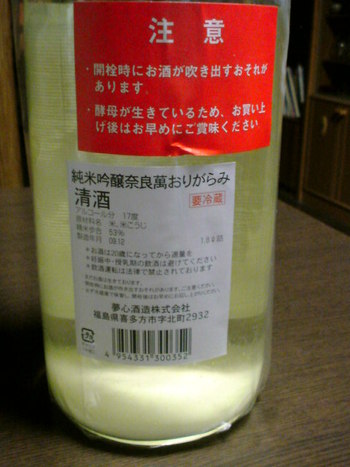 注　意
・開栓時にお酒が吹き出すおそれが
あります.
・酵母が生きているため、お買い上
げ後はお早めにご賞味ください.
純米吟醸奈良萬おりがらみ
清酒
要冷蔵
アルコール分　17度
原材料名　米、米こうじ
精米歩合　53%
製造年月　09.12
＊お酒は20歳になってから適量を
＊妊娠中・授乳期の飲酒は避けてください
＊飲酒運転は法律で禁止されています
夢心酒造株式会社
福島県喜多方市字北町2932
4 954331 300352